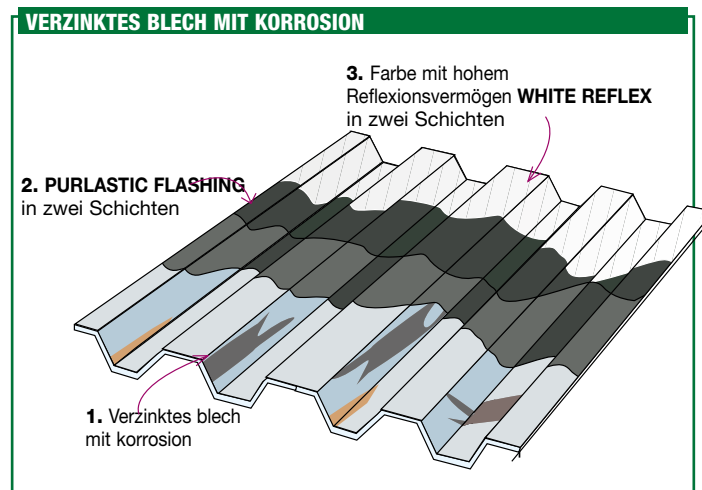 VERZINKTES BLECH MIT KORROSION
3. Farbe mit hohem
Reflexionsvermögen WHITE REFLEX
in zwei Schichten
2. PURLASTIC FLASHING
in zwei Schichten
1. Verzinktes blech
mit korrosion